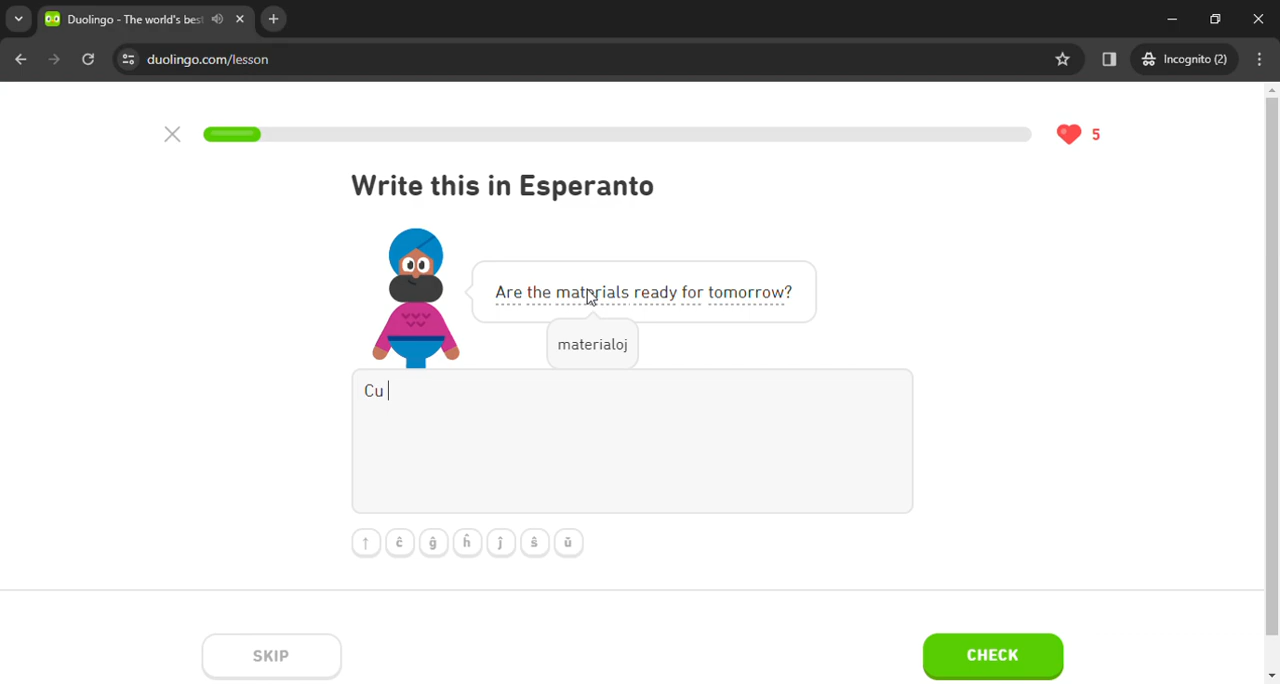 Duolingo - The world's bes
duolingo.com/lesson
Incognito (2)
5
Write this in Esperanto
Are the materials ready for tomorrow?
materialoj
Cu
↑ ĉ ĝ ĥ ĵ ŝ ŭ
SKIP
CHECK